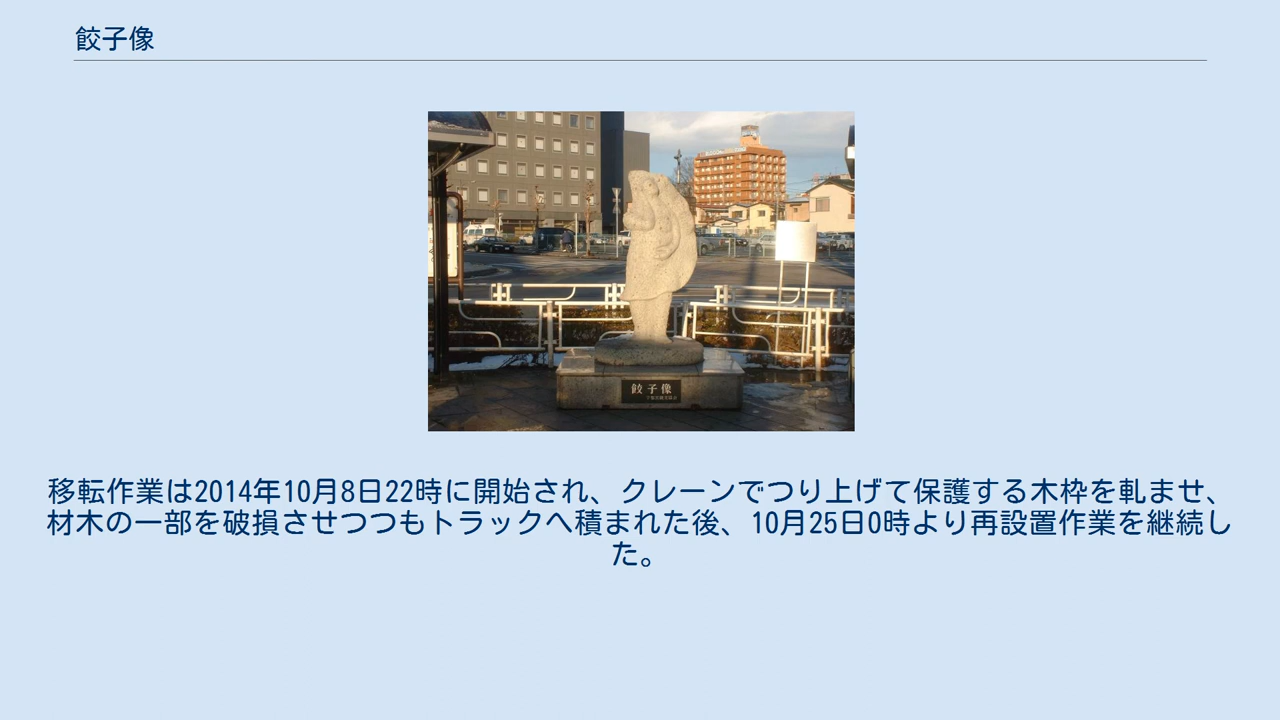 餃子像
餃子像
移転作業は2014年10月8日22時に開始され、クレーンでつり上げて保護する木枠を軋ませ、
材木の一部を破損させつつもトラックへ積まれた後、10月25日0時より再設置作業を継続し
た。